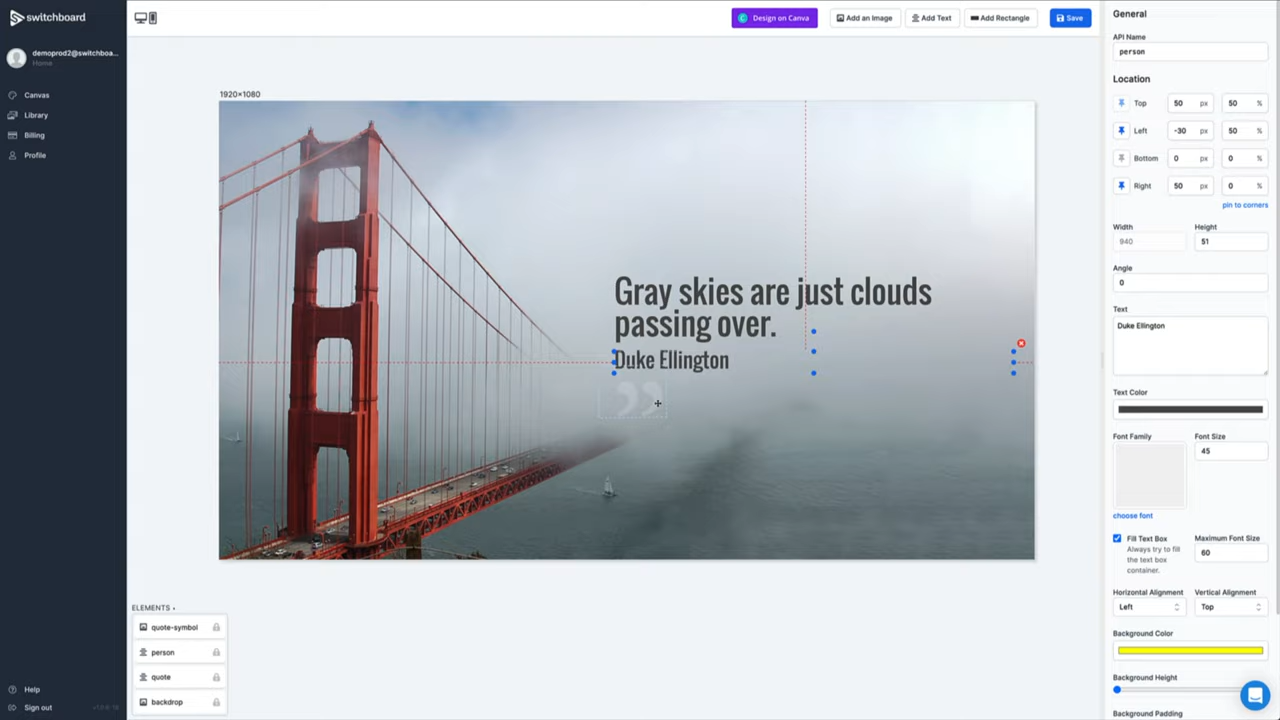 switchboard
demoprod2@switchboa...
Home
Canvas
Library
Billing
Profile
Help
Sign out
Design on Canva
Add an Image
Add Text
Add Rectangle
Save
1920×1080
Gray skies are just clouds
passing over.
Duke Ellington
”
ELEMENTS
quote-symbol
person
quote
backdrop
General
API Name
person
Location
Top 50 px 50 %
Left -30 px 50 %
Bottom 0 px 0 %
Right 50 px 0 %
pin to corners
Width Height
940 51
Angle
0
Text
Duke Ellington
Text Color
Font Family Font Size
45
choose font
Fill Text Box Maximum Font Size
Always try to fill 60
the text box
container.
Horizontal Alignment Vertical Alignment
Left Top
Background Color
Background Height
Background Padding